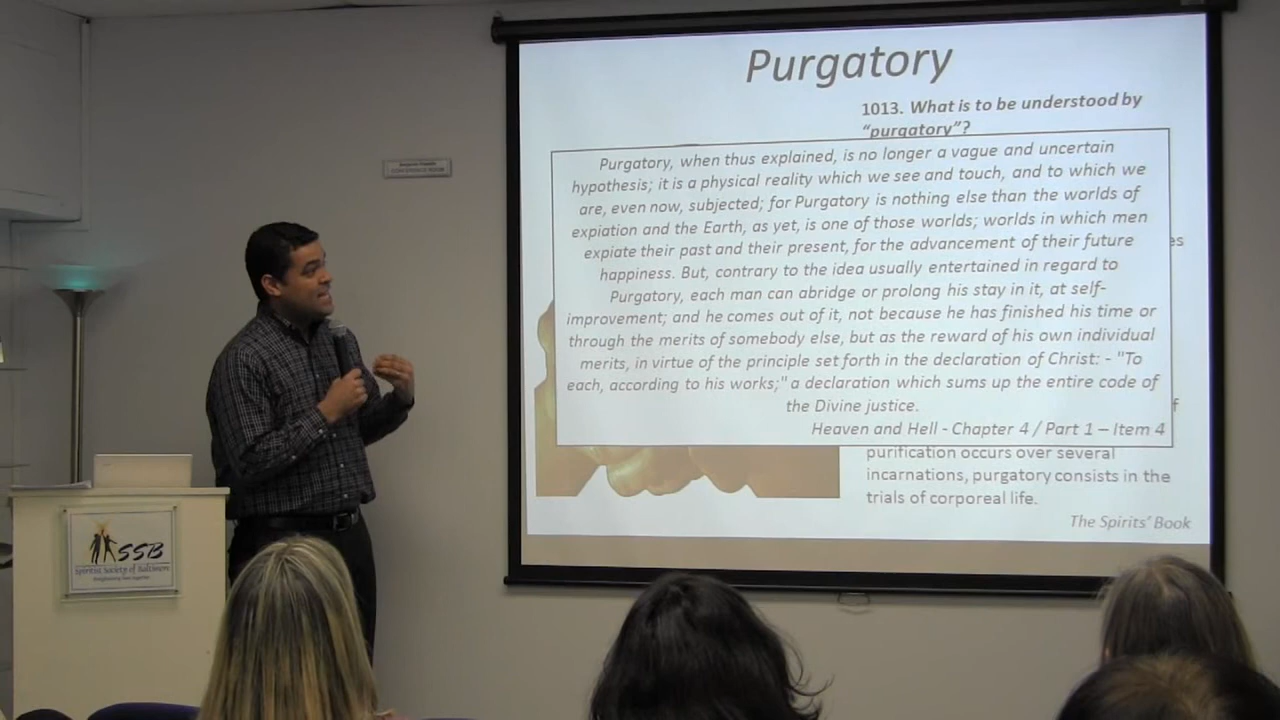 Purgatory
1013. What is to be understood by
“purgatory”?
Purgatory, when thus explained, is no longer a vague and uncertain
hypothesis; it is a physical reality which we see and touch, and to which we
are, even now, subjected; for Purgatory is nothing else than the worlds of
expiation and the Earth, as yet, is one of those worlds; worlds in which men
expiate their past and their present, for the advancement of their future
happiness. But, contrary to the idea usually entertained in regard to
Purgatory, each man can abridge or prolong his stay in it, at self-
improvement; and he comes out of it, not because he has finished his time or
through the merits of somebody else, but as the reward of his own individual
merits, in virtue of the principle set forth in the declaration of Christ: - "To
each, according to his works;" a declaration which sums up the entire code of
the Divine justice.
Heaven and Hell - Chapter 4 / Part 1 – Item 4
es
f
purification occurs over several
incarnations, purgatory consists in the
trials of corporeal life.
The Spirits’ Book
CONFERENCE ROOM
SSB
Spiritist Society of Baltimore